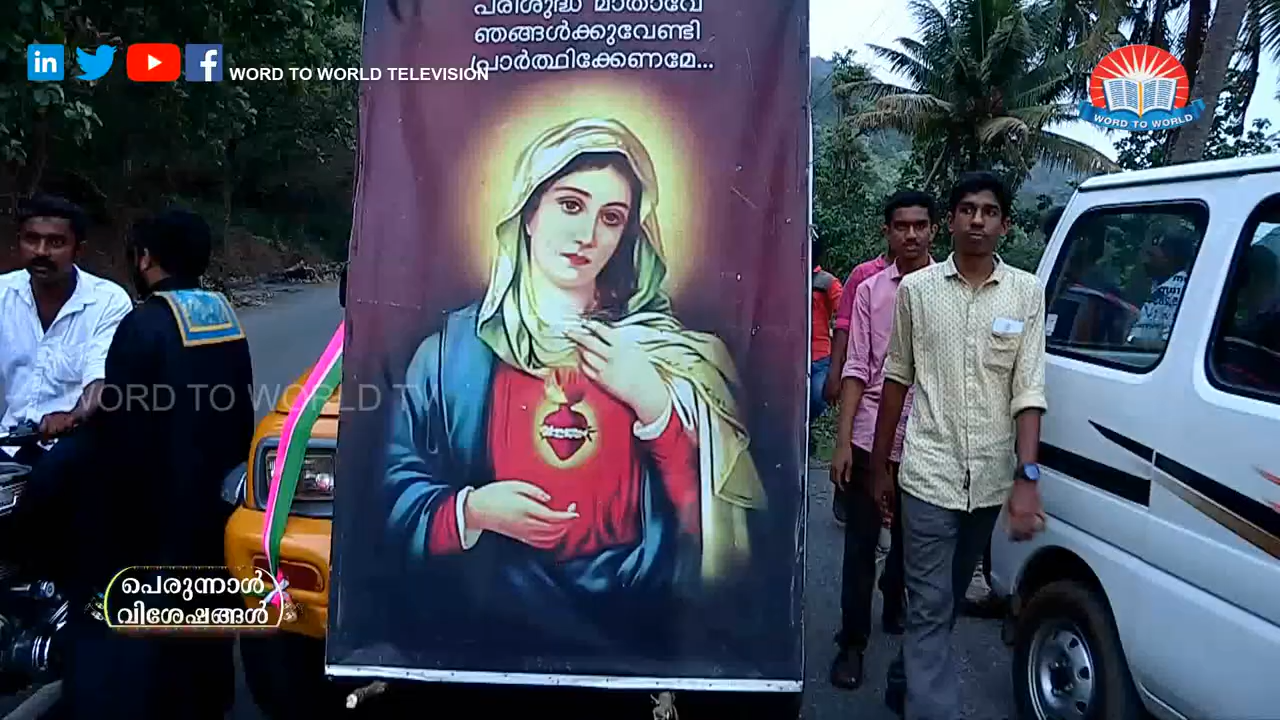 പരിശുദ്ധ മാതാവേ
ഞങ്ങൾക്കുവേണ്ടി
പ്രാർത്ഥിക്കേണമേ...
WORD TO WORLD TELEVISION
WORD TO WORLD
WORD TO WORLD TV
പെരുന്നാൾ
വിശേഷങ്ങൾ